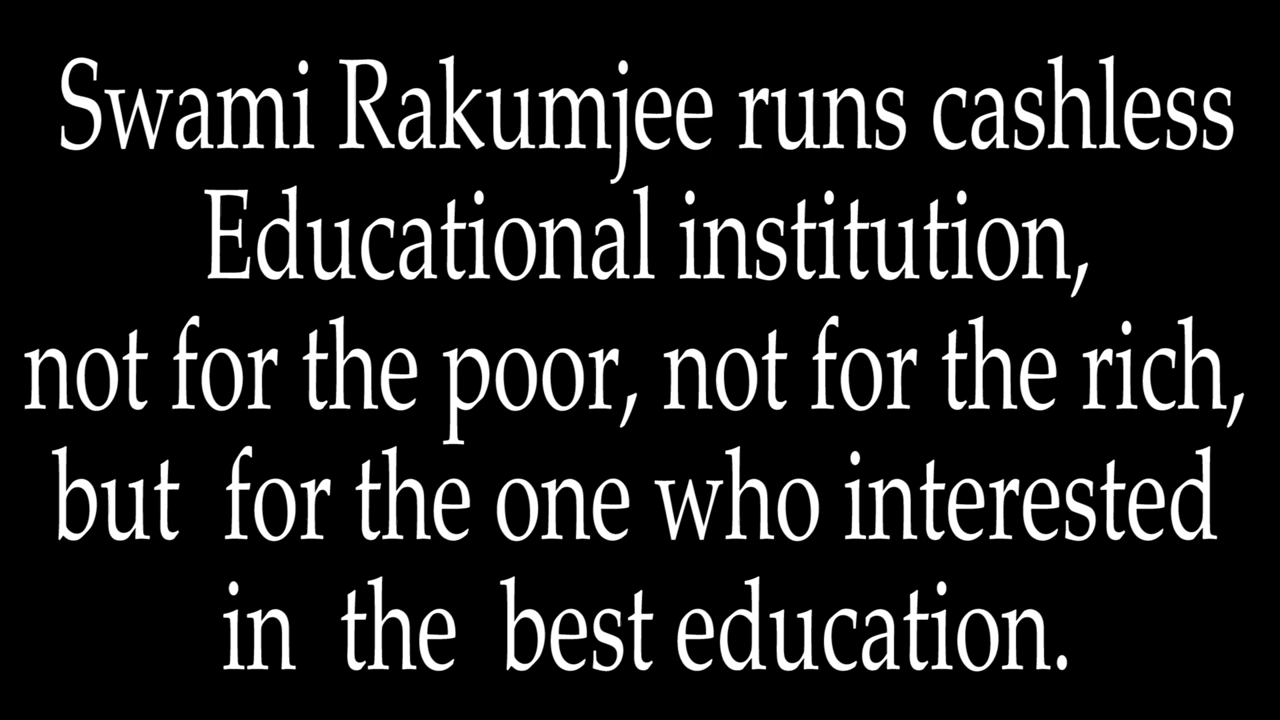 Swami Rakumjee runs cashless
Educational institution,
not for the poor, not for the rich,
but for the one who interested
in the best education.